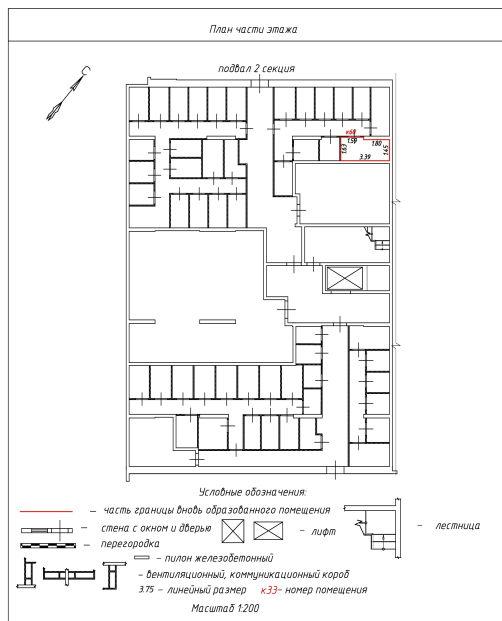 План части этажа
подвал 2 секция
С
к60
1.59
1.80
1.63
1.45
3.39
Условные обозначения:
– часть границы вновь образованного помещения
– стена с окном и дверью
– лифт
– лестница
– перегородка
– пилон железобетонный
– вентиляционный, коммуникационный короб
3.75 – линейный размер к33– номер помещения
Масштаб 1:200